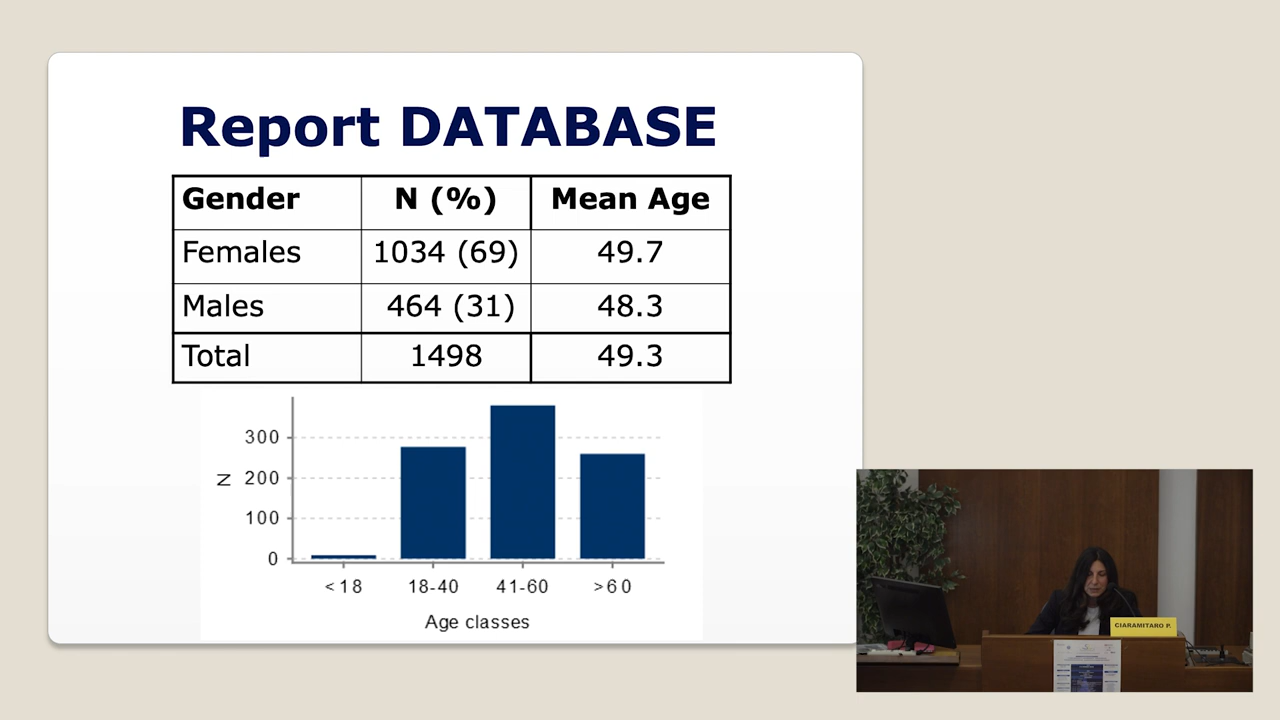 Report DATABASE
Gender N (%) Mean Age
Females 1034 (69) 49.7
Males 464 (31) 48.3
Total 1498 49.3
300
N
200
100
0
<18 18-40 41-60 >60
Age classes
CIARAMITARO P.